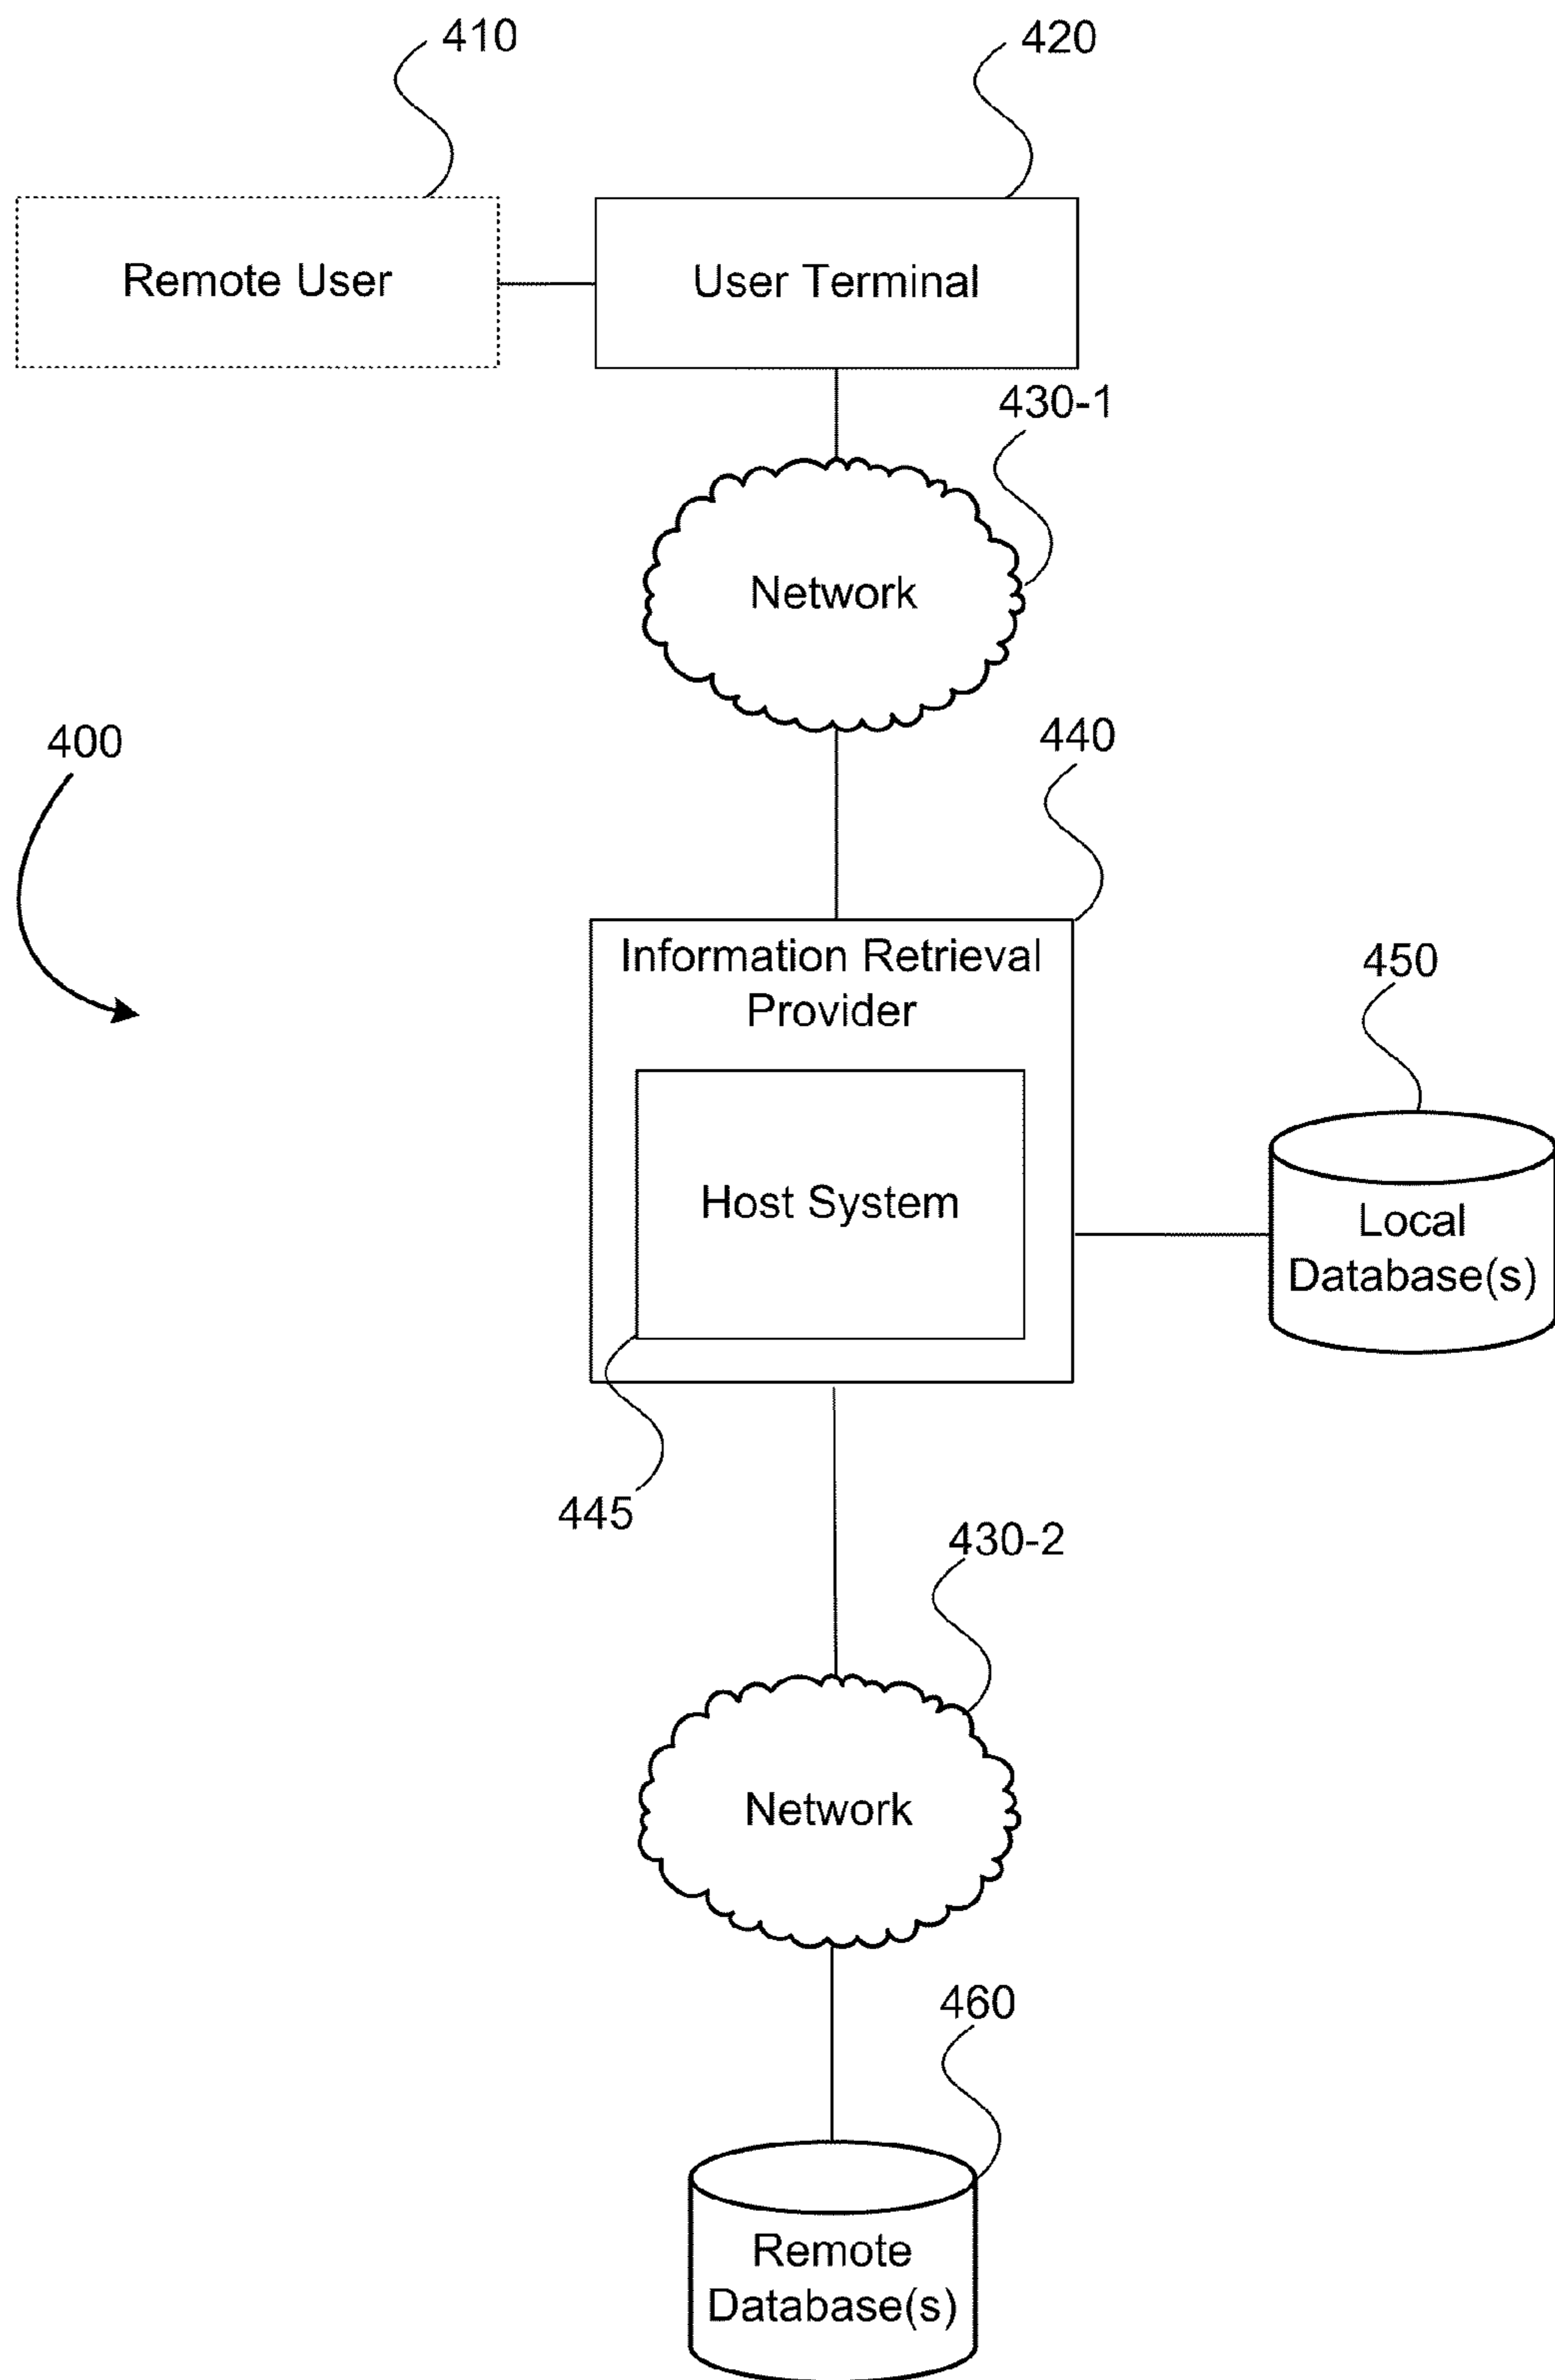 410
420
Remote User
User Terminal
430-1
Network
400
440
Information Retrieval
Provider
450
Host System
Local
Database(s)
445
430-2
Network
460
Remote
Database(s)